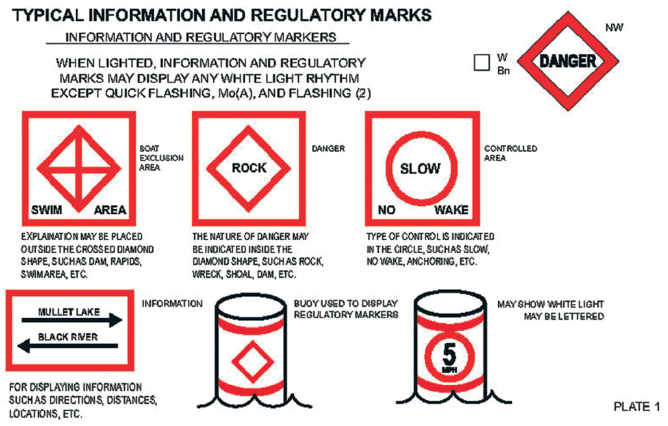 TYPICAL INFORMATION AND REGULATORY MARKS
INFORMATION AND REGULATORY MARKERS
WHEN LIGHTED, INFORMATION AND REGULATORY
MARKS MAY DISPLAY ANY WHITE LIGHT RHYTHM
EXCEPT QUICK FLASHING, Mo(A), AND FLASHING (2)
W
Bn
DANGER
NW
SWIM AREA
BOAT
EXCLUSION
AREA
EXPLAINATION MAY BE PLACED
OUTSIDE THE CROSSED DIAMOND
SHAPE, SUCH AS DAM, RAPIDS,
SWIM AREA, ETC.
ROCK
DANGER
THE NATURE OF DANGER MAY
BE INDICATED INSIDE THE
DIAMOND SHAPE, SUCH AS ROCK,
WRECK, SHOAL, DAM, ETC.
SLOW
NO WAKE
CONTROLLED
AREA
TYPE OF CONTROL IS INDICATED
IN THE CIRCLE, SUCH AS SLOW,
NO WAKE, ANCHORING, ETC.
MULLET LAKE
BLACK RIVER
INFORMATION
FOR DISPLAYING INFORMATION
SUCH AS DIRECTIONS, DISTANCES,
LOCATIONS, ETC.
BUOY USED TO DISPLAY
REGULATORY MARKERS
5
MPH
MAY SHOW WHITE LIGHT
MAY BE LETTERED
PLATE 1